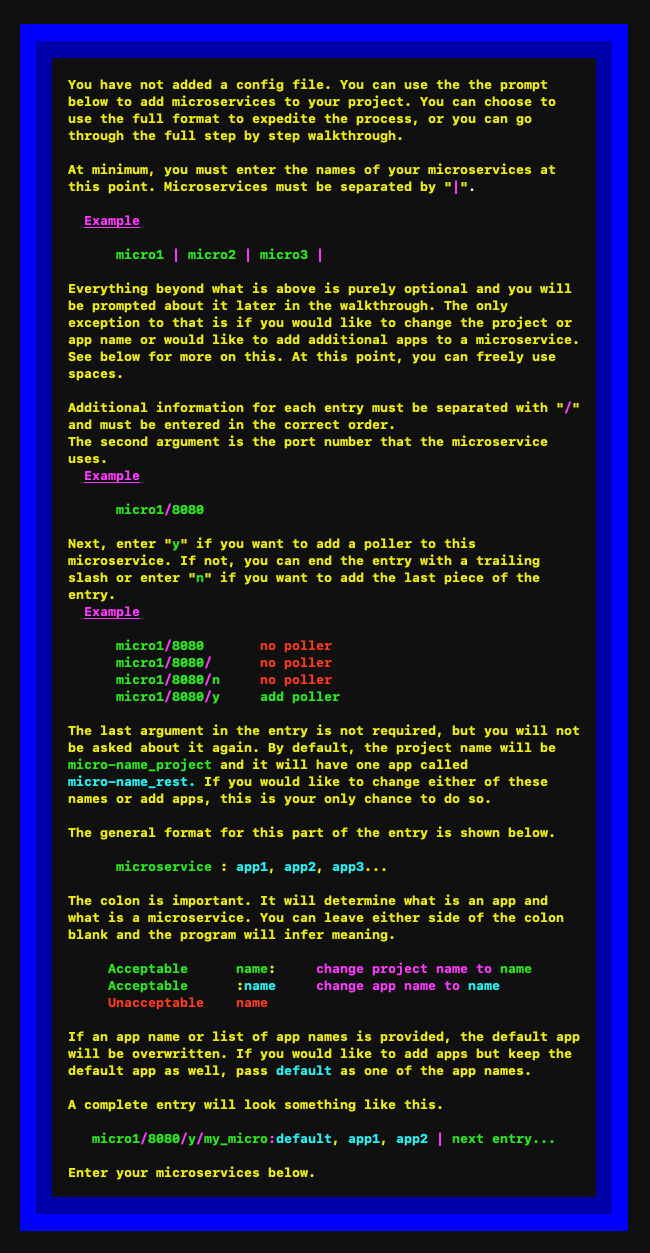 You have not added a config file. You can use the the prompt
below to add microservices to your project. You can choose to
use the full format to expedite the process, or you can go
through the full step by step walkthrough.
At minimum, you must enter the names of your microservices at
this point. Microservices must be separated by "|".
Example
micro1 | micro2 | micro3 |
Everything beyond what is above is purely optional and you will
be prompted about it later in the walkthrough. The only
exception to that is if you would like to change the project or
app name or would like to add additional apps to a microservice.
See below for more on this. At this point, you can freely use
spaces.
Additional information for each entry must be separated with "/"
and must be entered in the correct order.
The second argument is the port number that the microservice
uses.
Example
micro1/8080
Next, enter "y" if you want to add a poller to this
microservice. If not, you can end the entry with a trailing
slash or enter "n" if you want to add the last piece of the
entry.
Example
micro1/8080 no poller
micro1/8080/ no poller
micro1/8080/n no poller
micro1/8080/y add poller
The last argument in the entry is not required, but you will not
be asked about it again. By default, the project name will be
micro-name_project and it will have one app called
micro-name_rest. If you would like to change either of these
names or add apps, this is your only chance to do so.
The general format for this part of the entry is shown below.
microservice : app1, app2, app3...
The colon is important. It will determine what is an app and
what is a microservice. You can leave either side of the colon
blank and the program will infer meaning.
Acceptable name: change project name to name
Acceptable :name change app name to name
Unacceptable name
If an app name or list of app names is provided, the default app
will be overwritten. If you would like to add apps but keep the
default app as well, pass default as one of the app names.
A complete entry will look something like this.
micro1/8080/y/my_micro:default, app1, app2 | next entry...
Enter your microservices below.